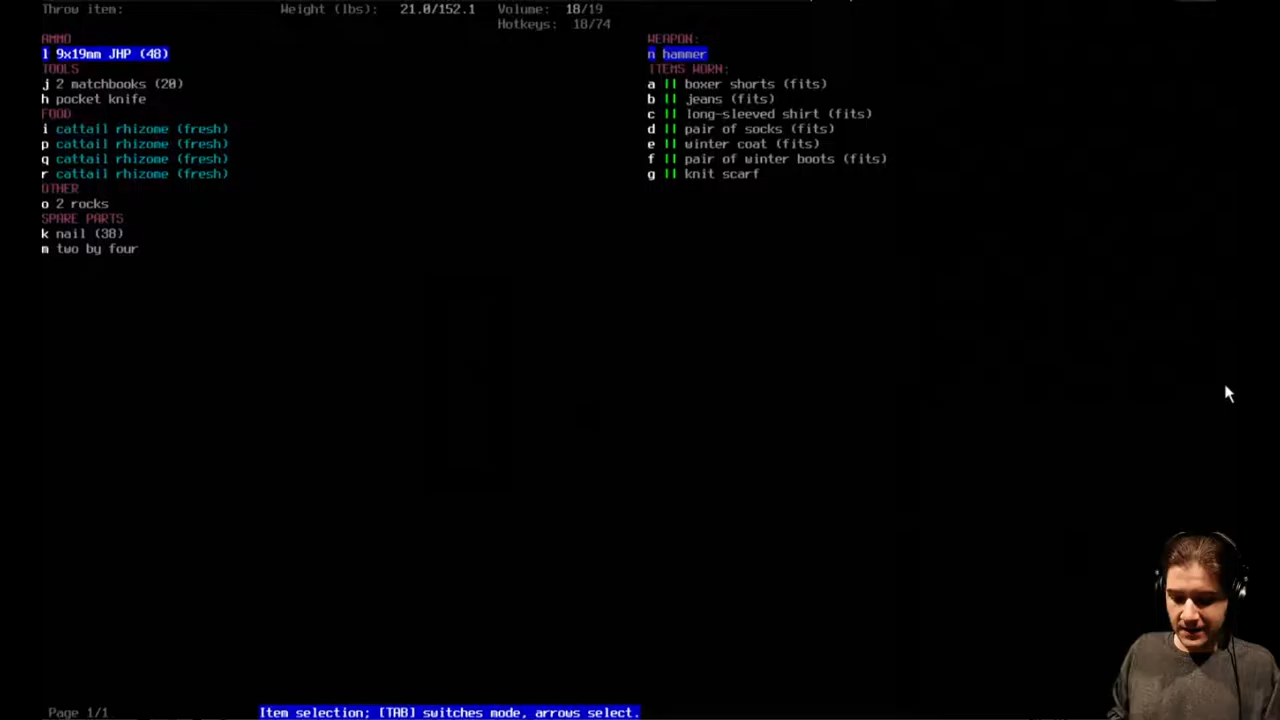 Throw item: Weight (lbs): 21.0/152.1 Volume: 18/19
Hotkeys: 18/74
AMMO
l 9x19mm JHP (48)
TOOLS
j 2 matchbooks (20)
h pocket knife
FOOD
i cattail rhizome (fresh)
p cattail rhizome (fresh)
q cattail rhizome (fresh)
r cattail rhizome (fresh)
OTHER
o 2 rocks
SPARE PARTS
k nail (38)
m two by four
WEAPON:
n hammer
ITEMS WORN:
a || boxer shorts (fits)
b || jeans (fits)
c || long-sleeved shirt (fits)
d || pair of socks (fits)
e || winter coat (fits)
f || pair of winter boots (fits)
g || knit scarf
Page 1/1 Item selection; [TAB] switches mode, arrows select.